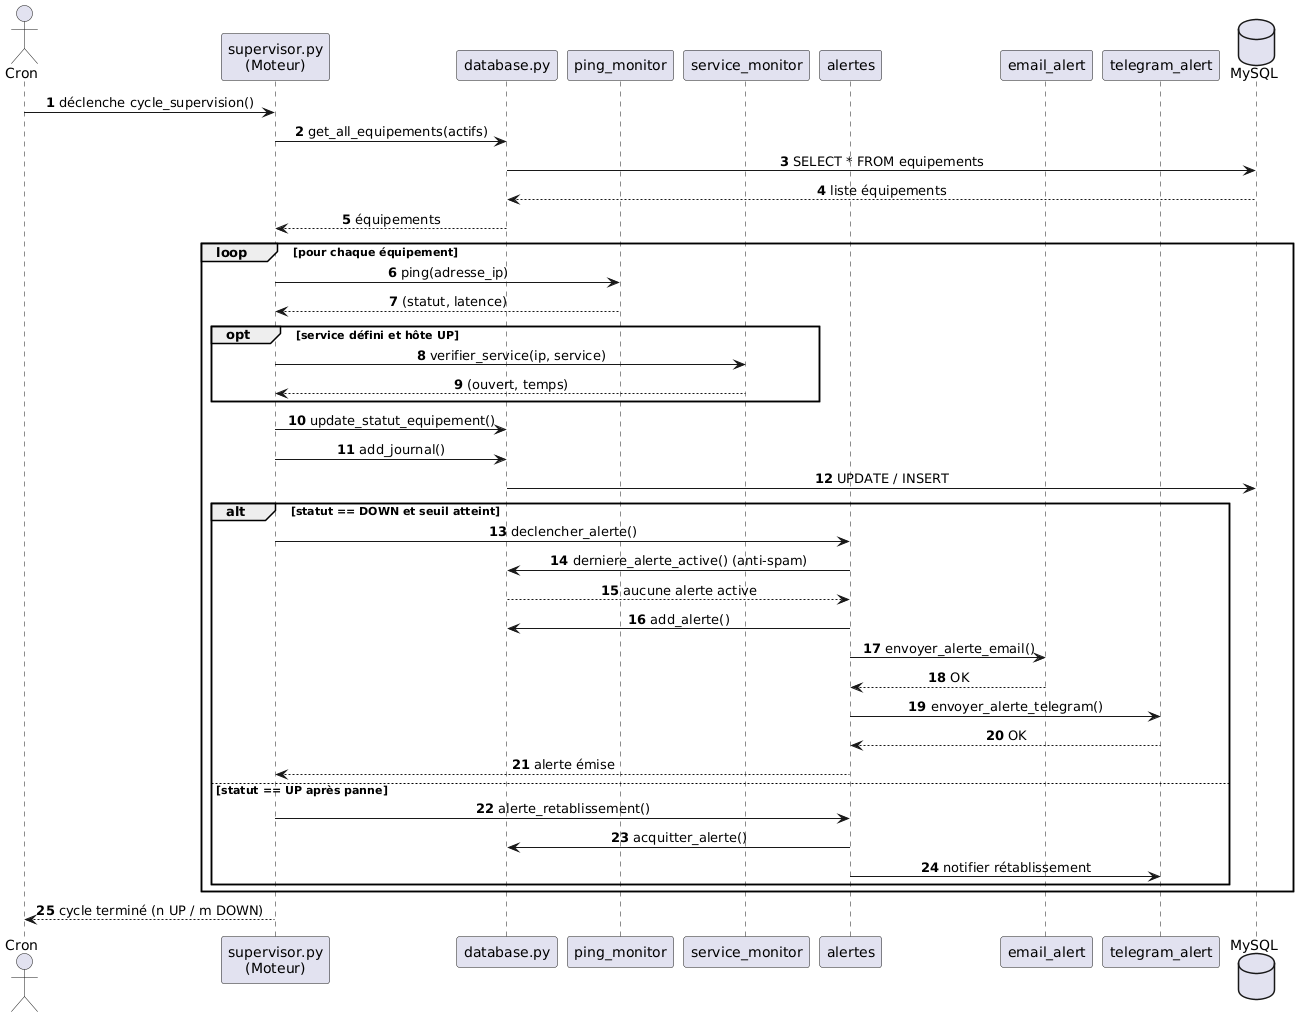 Cron
supervisor.py
(Moteur)
database.py
ping_monitor
service_monitor
alertes
email_alert
telegram_alert
MySQL
1 déclenche cycle_supervision()
2 get_all_equipements(actifs)
3 SELECT * FROM equipements
4 liste équipements
5 équipements
loop [pour chaque équipement]
6 ping(adresse_ip)
7 (statut, latence)
opt [service défini et hôte UP]
8 verifier_service(ip, service)
9 (ouvert, temps)
10 update_statut_equipement()
11 add_journal()
12 UPDATE / INSERT
alt [statut == DOWN et seuil atteint]
13 declencher_alerte()
14 derniere_alerte_active() (anti-spam)
15 aucune alerte active
16 add_alerte()
17 envoyer_alerte_email()
18 OK
19 envoyer_alerte_telegram()
20 OK
21 alerte émise
[statut == UP après panne]
22 alerte_retablissement()
23 acquitter_alerte()
24 notifier rétablissement
25 cycle terminé (n UP / m DOWN)
Cron
supervisor.py
(Moteur)
database.py
ping_monitor
service_monitor
alertes
email_alert
telegram_alert
MySQL